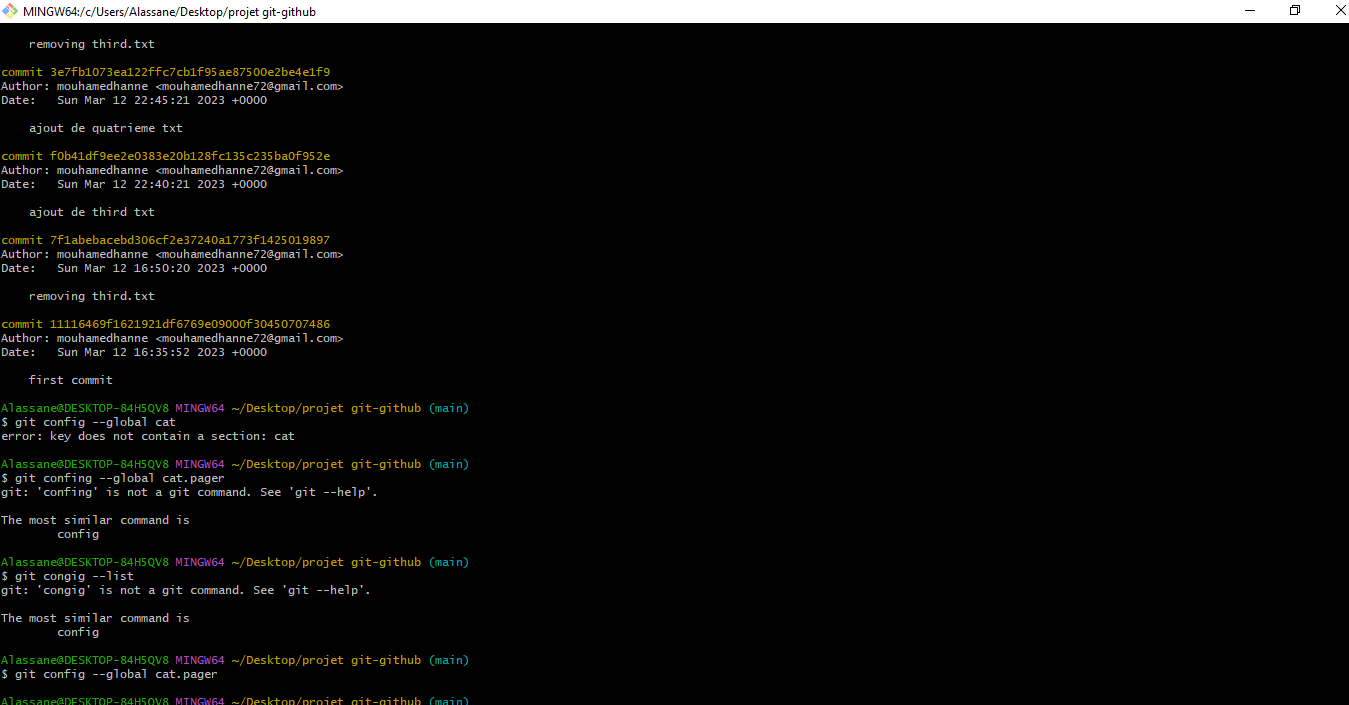 MINGW64:/c/Users/Alassane/Desktop/projet git-github
removing third.txt
commit 3e7fb1073ea122ffc7cb1f95ae87500e2be4e1f9
Author: mouhamedhanne <mouhamedhanne72@gmail.com>
Date:   Sun Mar 12 22:45:21 2023 +0000
ajout de quatrieme txt
commit f0b41df9ee2e0383e20b128fc135c235ba0f952e
Author: mouhamedhanne <mouhamedhanne72@gmail.com>
Date:   Sun Mar 12 22:40:21 2023 +0000
ajout de third txt
commit 7f1abebacebd306cf2e37240a1773f1425019897
Author: mouhamedhanne <mouhamedhanne72@gmail.com>
Date:   Sun Mar 12 16:50:20 2023 +0000
removing third.txt
commit 11116469f1621921df6769e09000f30450707486
Author: mouhamedhanne <mouhamedhanne72@gmail.com>
Date:   Sun Mar 12 16:35:52 2023 +0000
first commit
Alassane@DESKTOP-84H5QV8 MINGW64 ~/Desktop/projet git-github (main)
$ git config --global cat
error: key does not contain a section: cat
Alassane@DESKTOP-84H5QV8 MINGW64 ~/Desktop/projet git-github (main)
$ git confing --global cat.pager
git: 'confing' is not a git command. See 'git --help'.
The most similar command is
config
Alassane@DESKTOP-84H5QV8 MINGW64 ~/Desktop/projet git-github (main)
$ git congig --list
git: 'congig' is not a git command. See 'git --help'.
The most similar command is
config
Alassane@DESKTOP-84H5QV8 MINGW64 ~/Desktop/projet git-github (main)
$ git config --global cat.pager
Alassane@DESKTOP-84H5QV8 MINGW64 ~/Desktop/projet git-github (main)